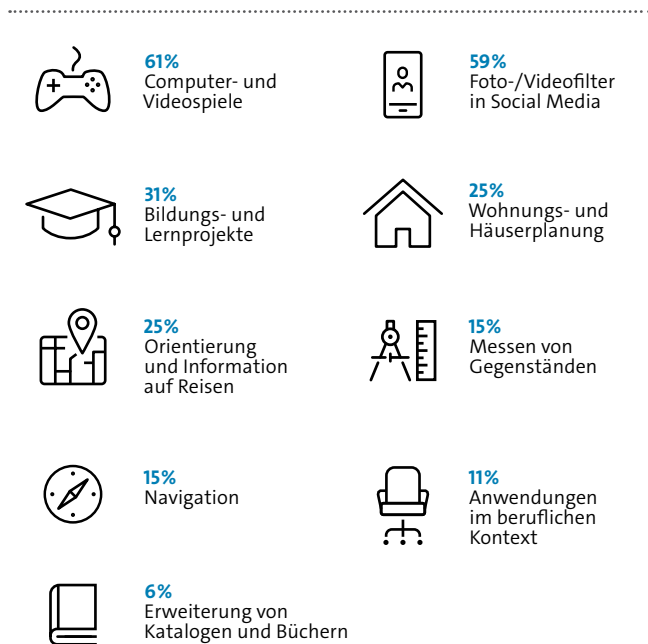 61%
Computer- und
Videospiele
59%
Foto-/Videofilter
in Social Media
31%
Bildungs- und
Lernprojekte
25%
Wohnungs- und
Häuserplanung
25%
Orientierung
und Information
auf Reisen
15%
Messen von
Gegenständen
15%
Navigation
11%
Anwendungen
im beruflichen
Kontext
6%
Erweiterung von
Katalogen und Büchern